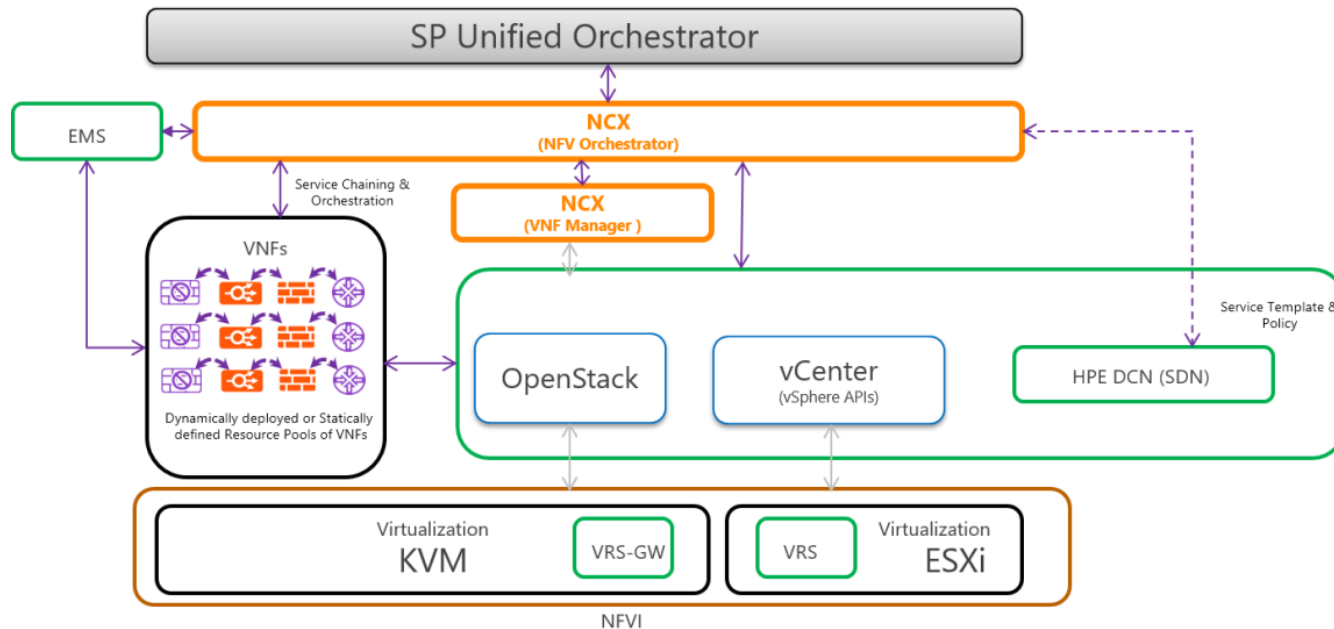 SP Unified Orchestrator
EMS
NCX
(NFV Orchestrator)
Service Chaining &
Orchestration
NCX
(VNF Manager )
VNFs
Dynamically deployed or Statically
defined Resource Pools of VNFs
Service Template &
Policy
OpenStack
vCenter
(vSphere APIs)
HPE DCN (SDN)
Virtualization
KVM
VRS-GW
VRS
Virtualization
ESXi
NFVI